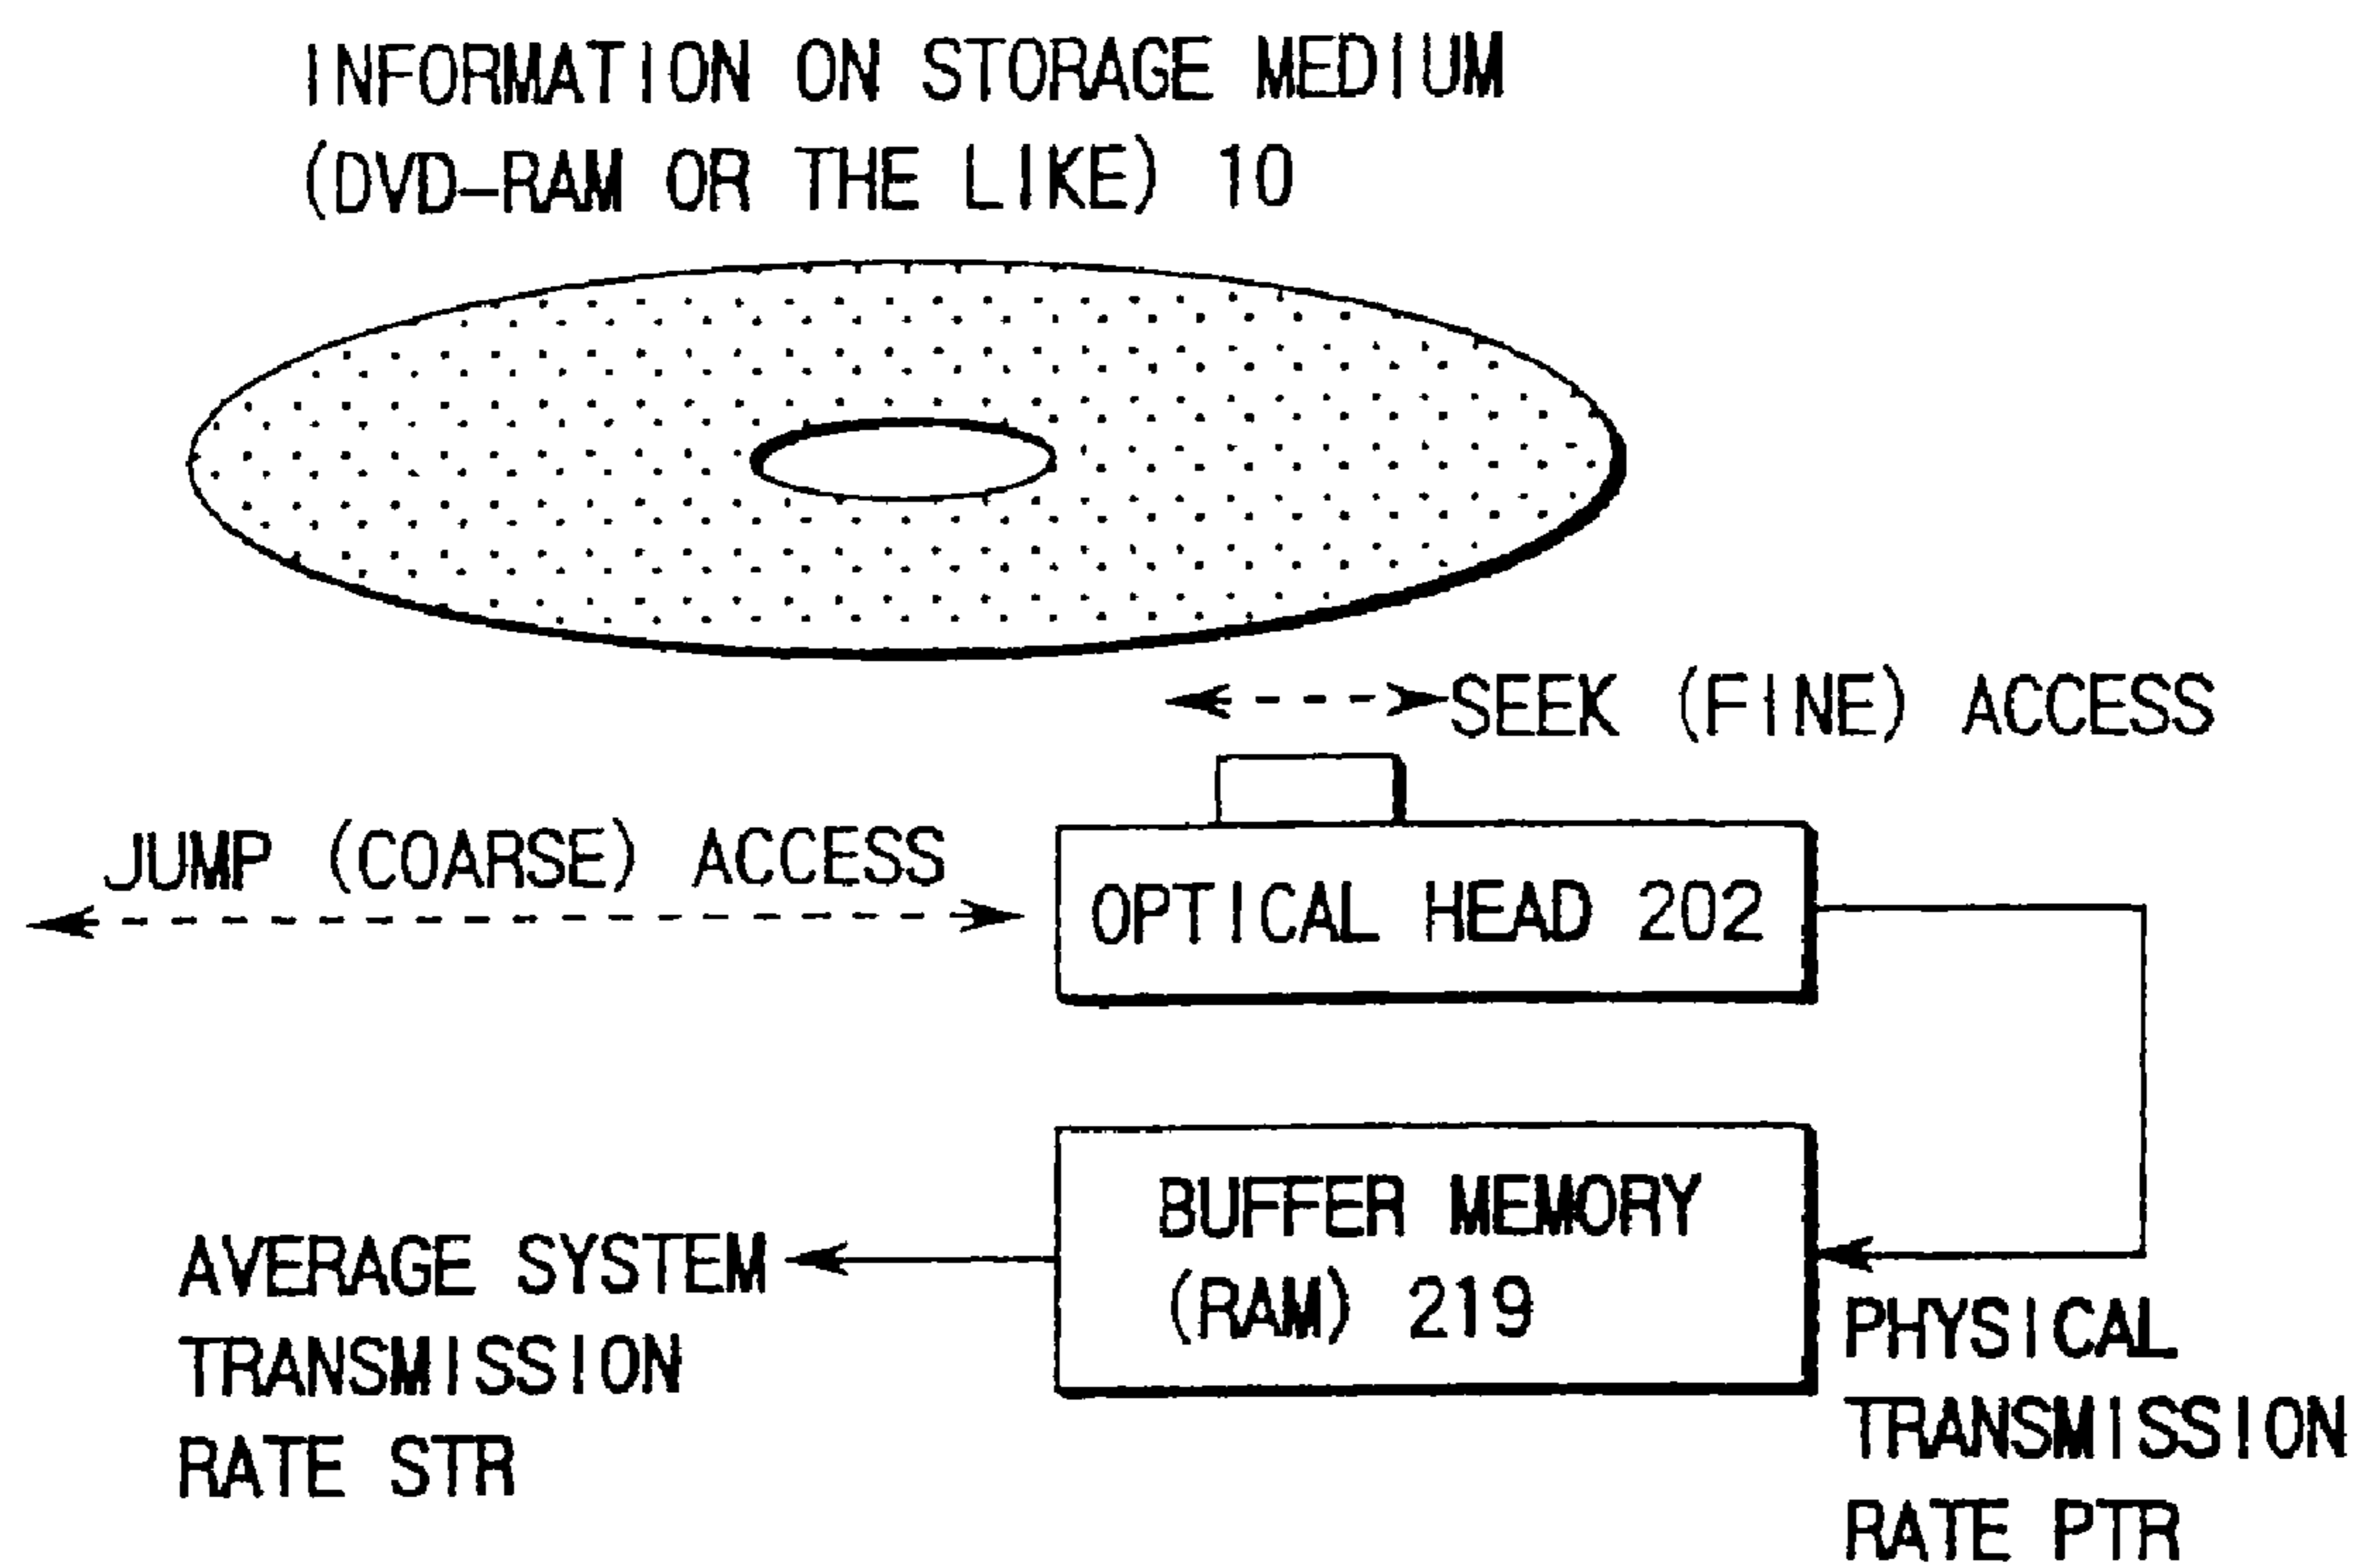 INFORMATION ON STORAGE MEDIUM
(DVD-RAM OR THE LIKE) 10
SEEK (FINE) ACCESS
JUMP (COARSE) ACCESS
OPTICAL HEAD 202
BUFFER MEMORY
(RAM) 219
AVERAGE SYSTEM
TRANSMISSION
RATE STR
PHYSICAL
TRANSMISSION
RATE PTR